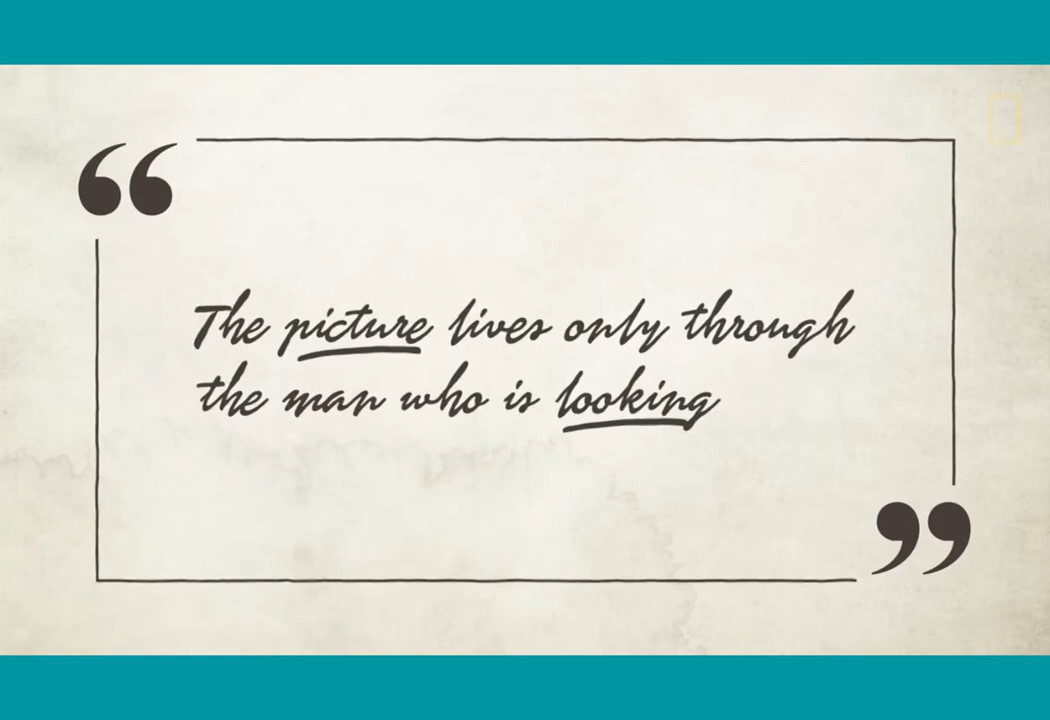 “
The picture lives only through
the man who is looking
”